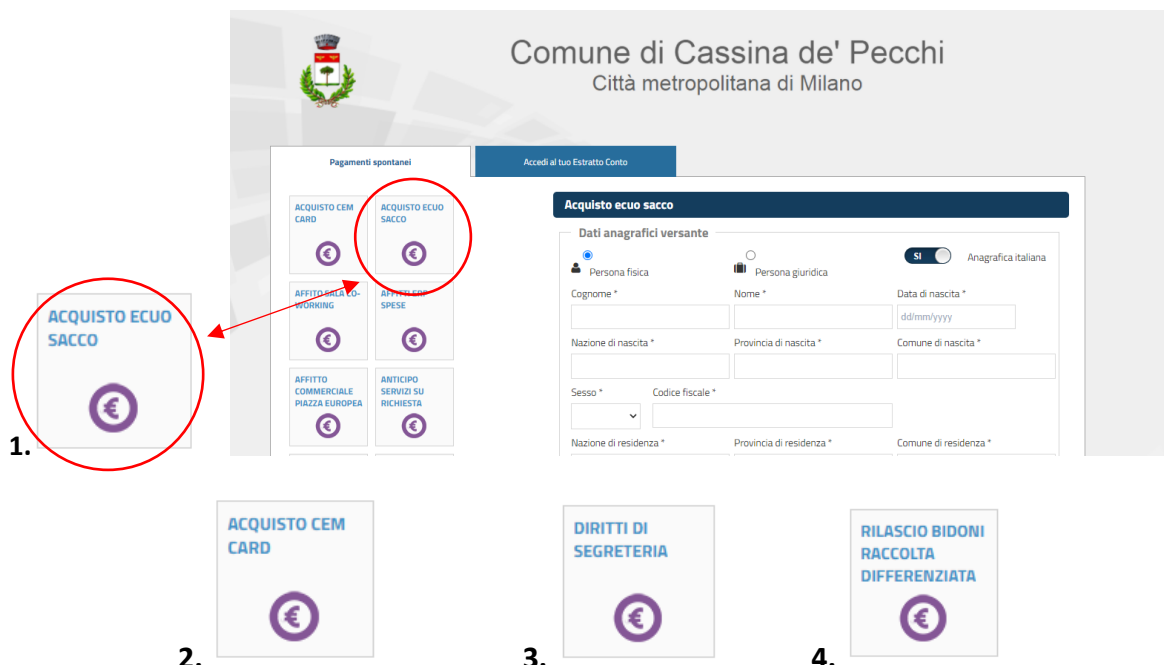 Comune di Cassina de' Pecchi
Città metropolitana di Milano
Pagamenti spontanei
Accedi al tuo Estratto Conto
ACQUISTO CEM
CARD
ACQUISTO ECUO
SACCO
AFFITO SALA CO-
WORKING
AFFITTI ERP -
SPESE
AFFITTO
COMMERCIALE
PIAZZA EUROPEA
ANTICIPO
SERVIZI SU
RICHIESTA
Acquisto ecuo sacco
Dati anagrafici versante
Persona fisica
Persona giuridica
SI
Anagrafica italiana
Cognome *
Nome *
Data di nascita *
dd/mm/yyyy
Nazione di nascita *
Provincia di nascita *
Comune di nascita *
Sesso *
Codice fiscale *
Nazione di residenza *
Provincia di residenza *
Comune di residenza *
ACQUISTO ECUO
SACCO
1.
ACQUISTO CEM
CARD
2.
DIRITTI DI
SEGRETERIA
3.
RILASCIO BIDONI
RACCOLTA
DIFFERENZIATA
4.